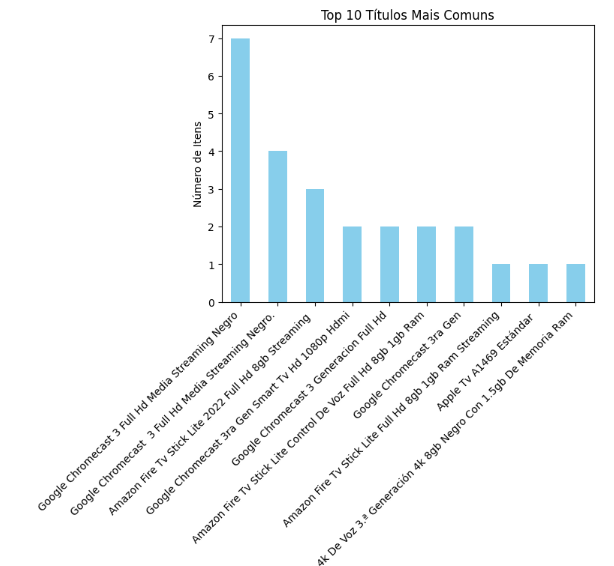 Top 10 Títulos Mais Comuns
Número de Itens
7
6
5
4
3
2
1
0
Google Chromecast 3 Full Hd Media Streaming Negro
Google Chromecast  3 Full Hd Media Streaming Negro.
Amazon Fire Tv Stick Lite 2022 Full Hd 8gb Streaming
Google Chromecast 3ra Gen Smart Tv Hd 1080p Hdmi
Google Chromecast 3 Generacion Full Hd
Amazon Fire Tv Stick Lite Control De Voz Full Hd 8gb 1gb Ram
Google Chromecast 3ra Gen
Amazon Fire Tv Stick Lite Full Hd 8gb 1gb Ram Streaming
Apple Tv A1469 Estándar
4k De Voz 3.ª Generación 4k 8gb Negro Con 1.5gb De Memoria Ram